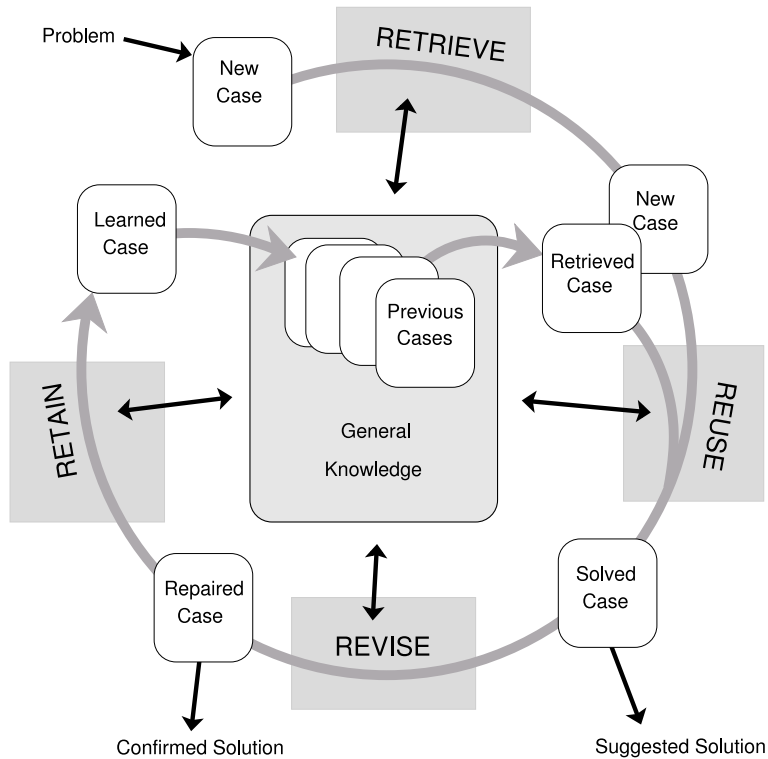 Problem
RETRIEVE
New
Case
Learned
Case
New
Case
Retrieved
Case
Previous
Cases
RETAIN
REUSE
General
Knowledge
Repaired
Case
REVISE
Solved
Case
Confirmed Solution
Suggested Solution